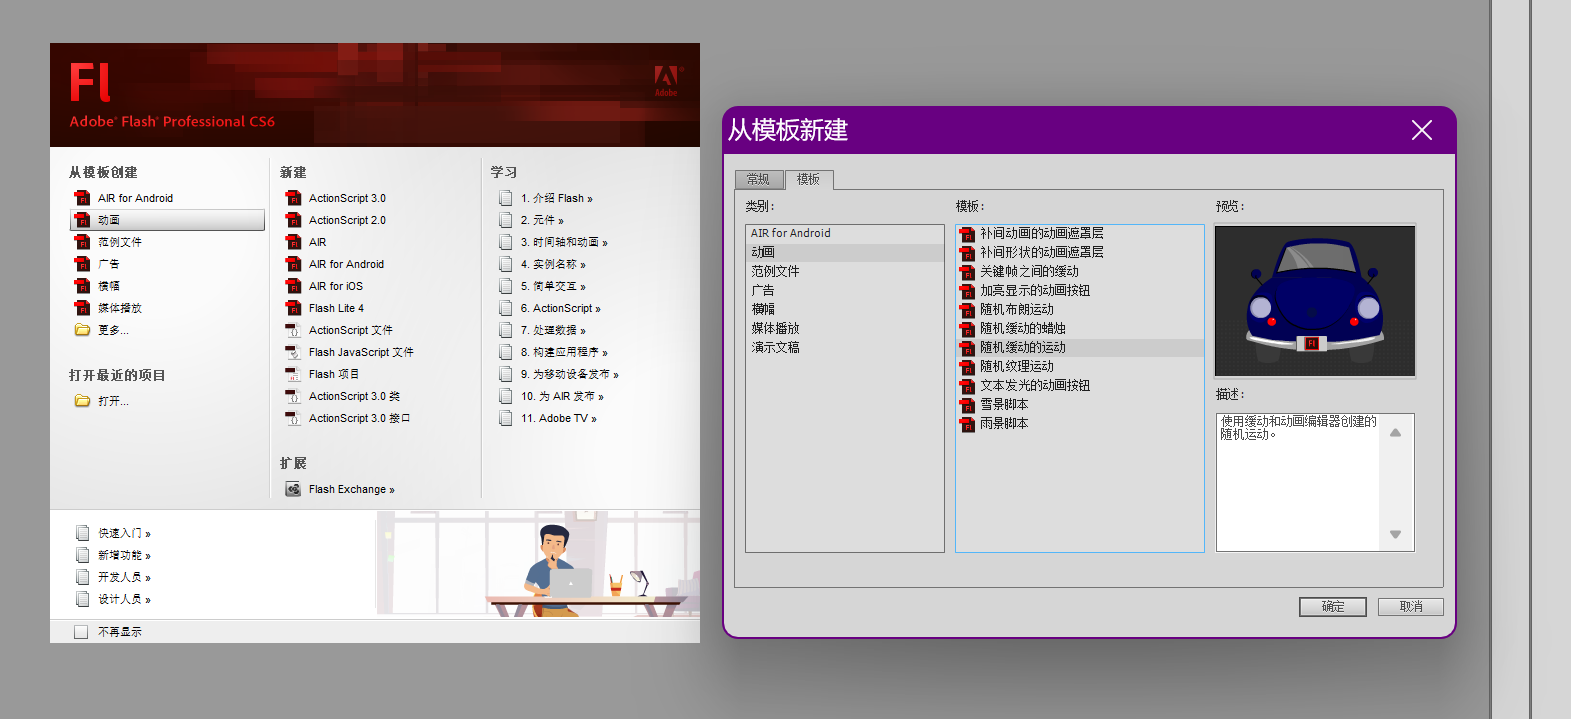 Fl
Adobe
Adobe® Flash® Professional CS6
从模板创建
AIR for Android
动画
范例文件
广告
横幅
媒体播放
更多...
打开最近的项目
打开...
新建
ActionScript 3.0
ActionScript 2.0
AIR
AIR for Android
AIR for iOS
Flash Lite 4
ActionScript 文件
Flash JavaScript 文件
Flash 项目
ActionScript 3.0 类
ActionScript 3.0 接口
扩展
Flash Exchange »
学习
1. 介绍 Flash »
2. 元件 »
3. 时间轴和动画 »
4. 实例名称 »
5. 简单交互 »
6. ActionScript »
7. 处理数据 »
8. 构建应用程序 »
9. 为移动设备发布 »
10. 为 AIR 发布 »
11. Adobe TV »
快速入门 »
新增功能 »
开发人员 »
设计人员 »
不再显示
从模板新建
常规
模板
类别:
AIR for Android
动画
范例文件
广告
横幅
媒体播放
演示文稿
模板:
补间动画的动画遮罩层
补间形状的动画遮罩层
关键帧之间的缓动
加亮显示的动画按钮
随机布朗运动
随机缓动的蜡烛
随机缓动的运动
随机纹理运动
文本发光的动画按钮
雪景脚本
雨景脚本
预览:
Fl
描述:
使用缓动和动画编辑器创建的
随机运动。
确定
取消